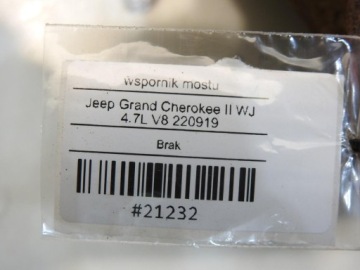 wspornik mostu
Jeep Grand Cherokee II WJ
4.7L V8 220919
Brak
#21232